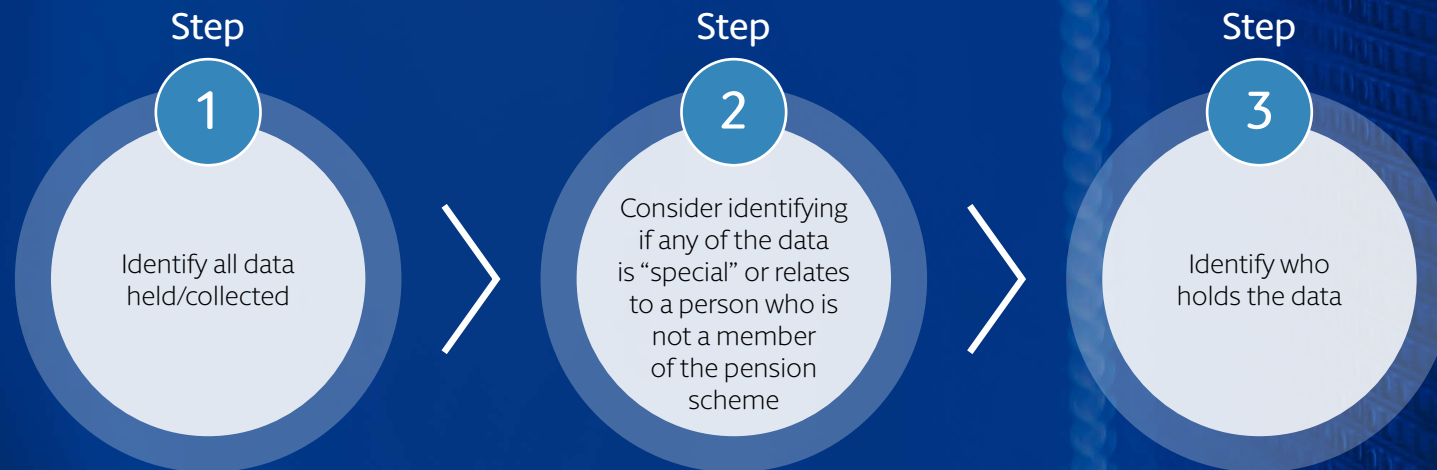 Step
1
Identify all data
held/collected
Step
2
Consider identifying
if any of the data
is “special” or relates
to a person who is
not a member
of the pension
scheme
Step
3
Identify who
holds the data